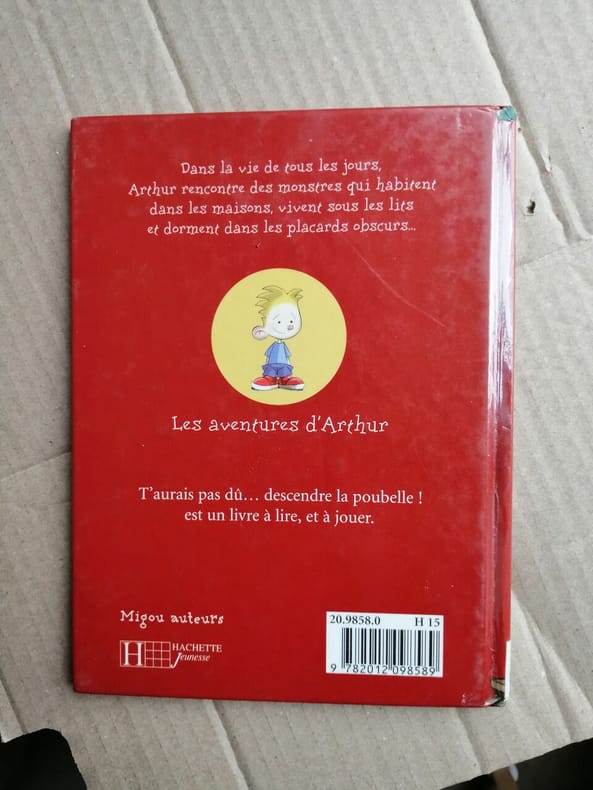 Dans la vie de tous les jours,
Arthur rencontre des monstres qui habitent
dans les maisons, vivent sous les lits
et dorment dans les placards obscurs...
Les aventures d'Arthur
T'aurais pas dû… descendre la poubelle !
est un livre à lire, et à jouer.
Migou auteurs
H HACHETTE
Jeunesse
20.9858.0 H 15
9 782012 098589